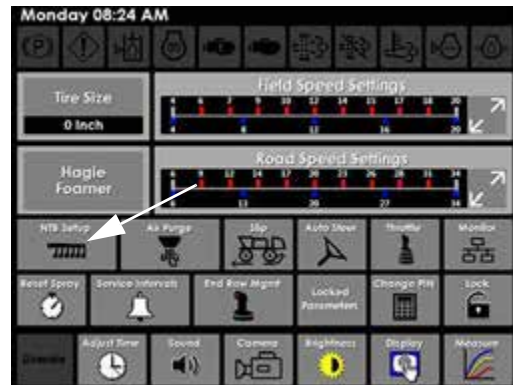 Monday 08:24 AM
Tire Size
0 Inch
Field Speed Settings
Hagie
Foamer
Road Speed Settings
NTB Setup
Air Purge
Slip
Auto Steer
Throttle
Monitor
Reset Spray
Service Intervals
End Row Mgmt
Locked
Parameters
Change PIN
Lock
Adjust Time
Sound
Camera
Brightness
Display
Measure